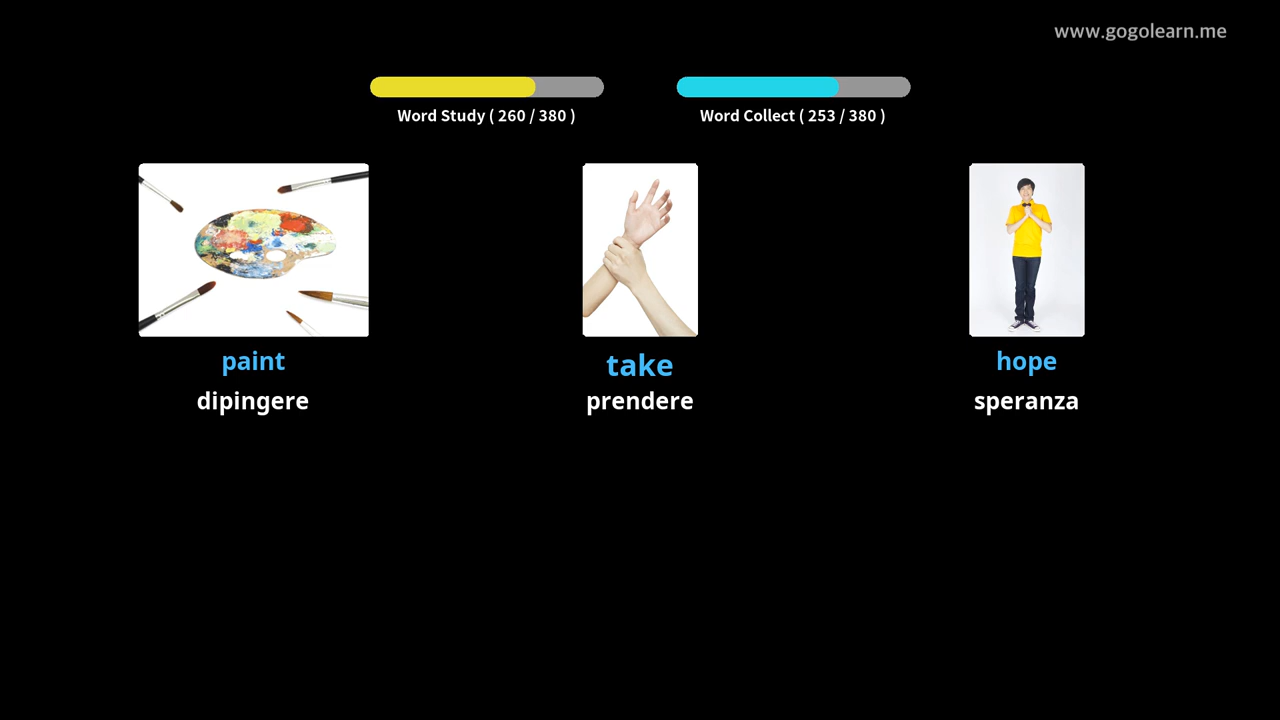 www.gogolearn.me
Word Study ( 260 / 380 )
Word Collect ( 253 / 380 )
paint
dipingere
take
prendere
hope
speranza